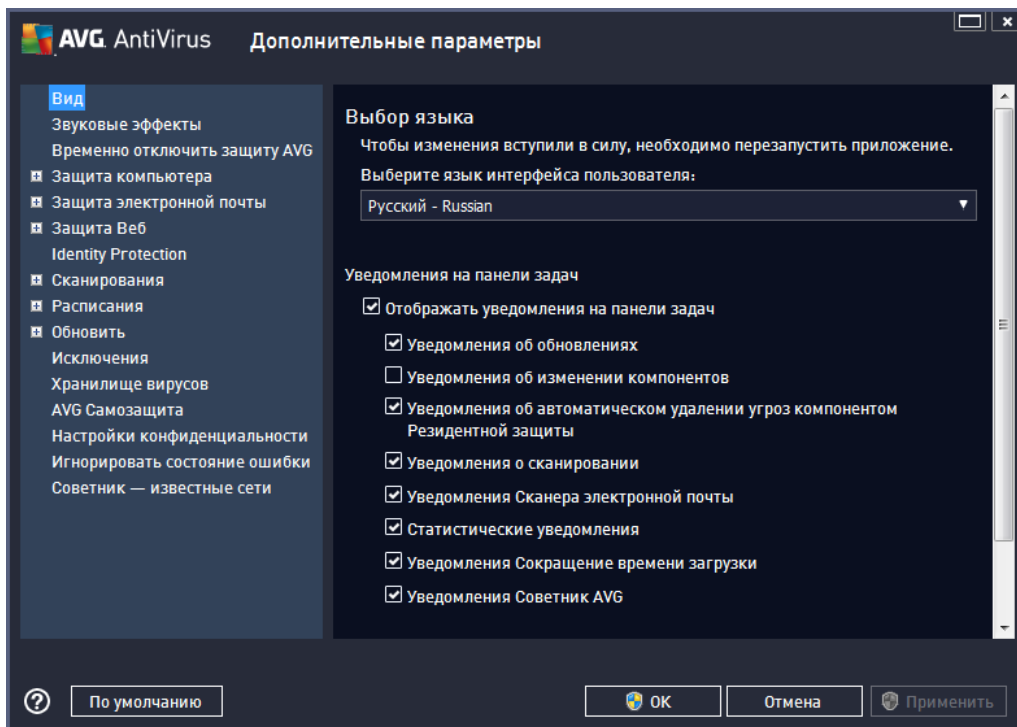 AVG. AntiVirus
Дополнительные параметры
Вид
Звуковые эффекты
Временно отключить защиту AVG
Защита компьютера
Защита электронной почты
Защита Веб
Identity Protection
Сканирования
Расписания
Обновить
Исключения
Хранилище вирусов
AVG Самозащита
Настройки конфиденциальности
Игнорировать состояние ошибки
Советник — известные сети
Выбор языка
Чтобы изменения вступили в силу, необходимо перезапустить приложение.
Выберите язык интерфейса пользователя:
Русский - Russian
Уведомления на панели задач
Отображать уведомления на панели задач
Уведомления об обновлениях
Уведомления об изменении компонентов
Уведомления об автоматическом удалении угроз компонентом
Резидентной защиты
Уведомления о сканировании
Уведомления Сканера электронной почты
Статистические уведомления
Уведомления Сокращение времени загрузки
Уведомления Советник AVG
По умолчанию
ОК
Отмена
Применить